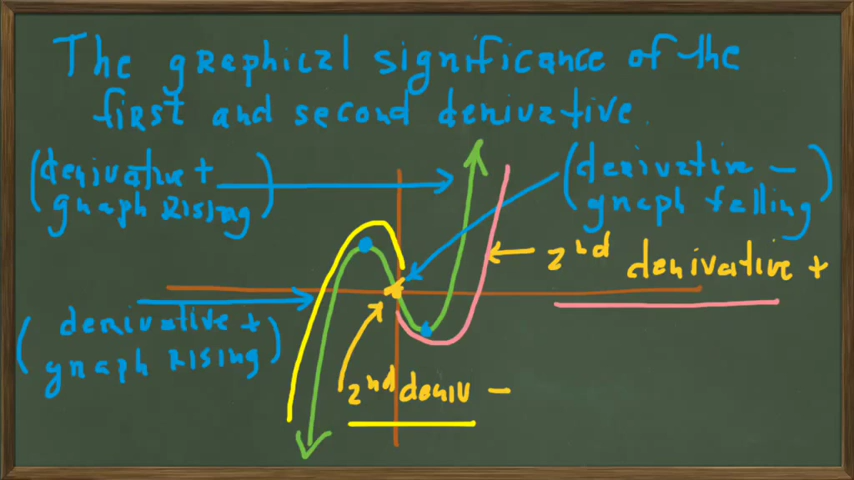 The graphical significance of the
first and second derivative.
(derivative +
graph Rising)
(derivative -
graph falling)
2nd derivative +
(derivative +
graph Rising)
2nd deriv -